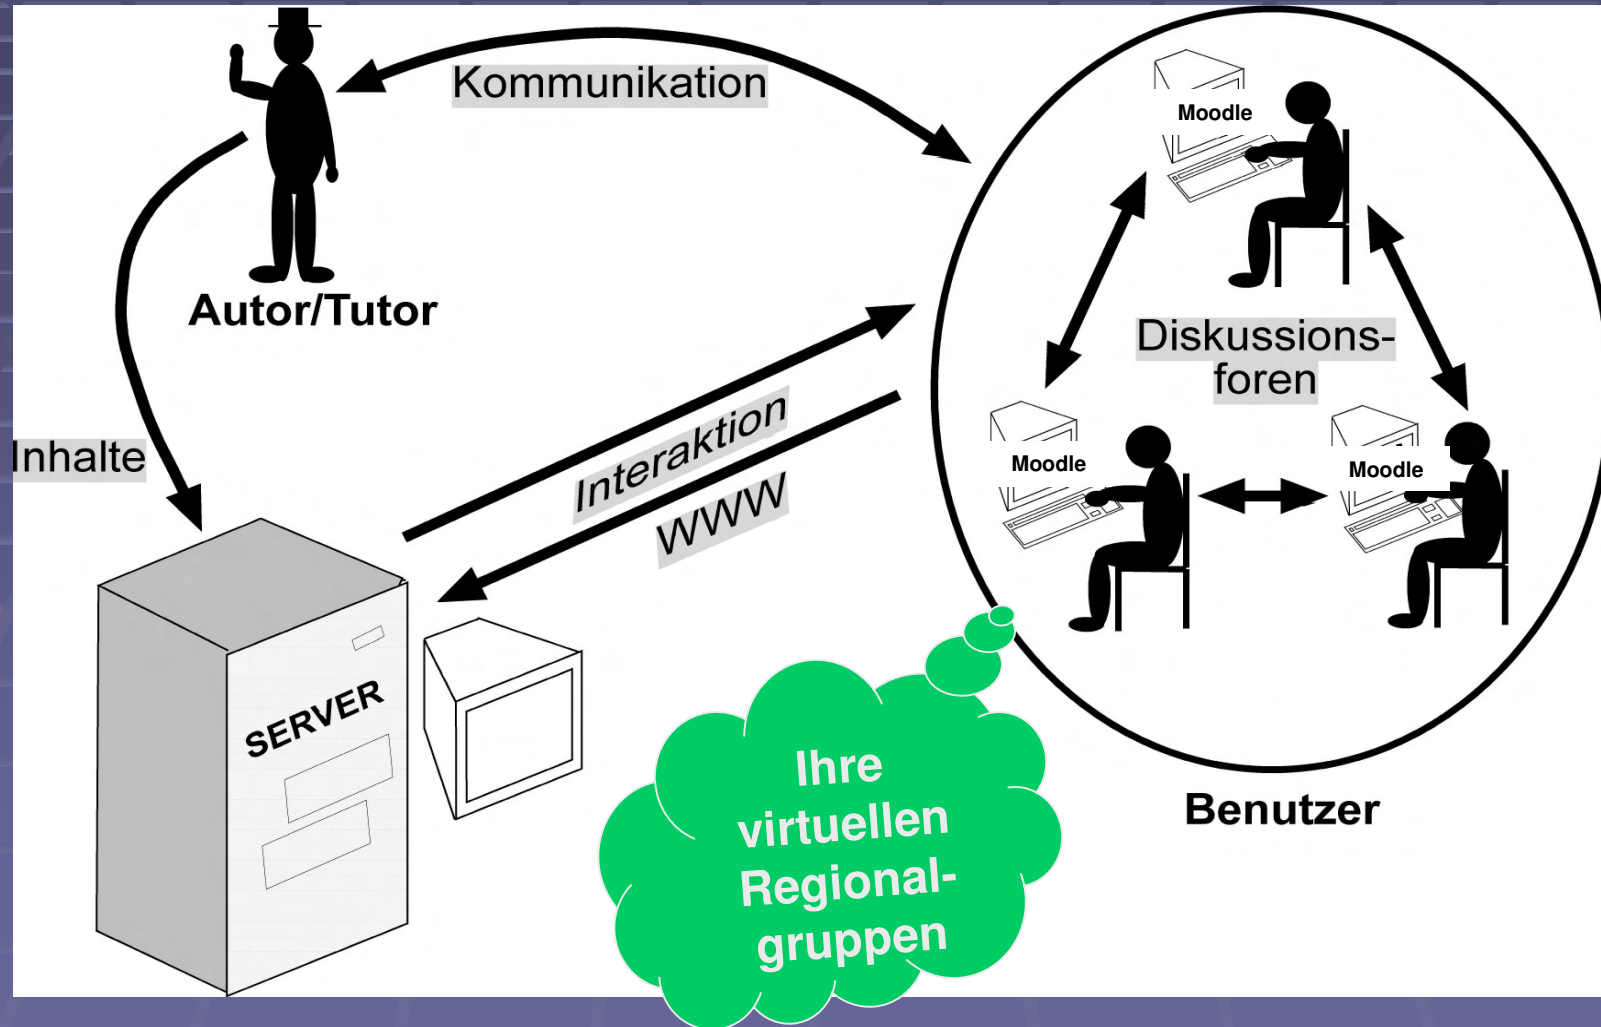 Kommunikation
Moodle
Autor/Tutor
Diskussions-
foren
Inhalte
Interaktion
WWW
Moodle
Moodle
SERVER
Ihre
virtuellen
Regional-
gruppen
Benutzer